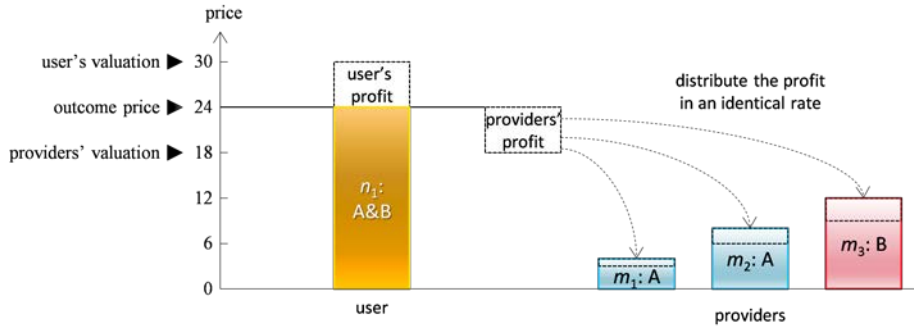 price
user's valuation
30
user's
profit
distribute the profit
in an identical rate
outcome price
24
providers'
profit
providers' valuation
18
12
n₁:
A&B
6
m₁: A
m₂: A
m₃: B
0
user
providers